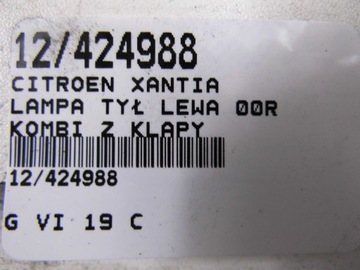 12/424988
CITROEN XANTIA
LAMPA TYŁ LEWA 00R
KOMBI Z KLAPY
12/424988
G VI 19 C